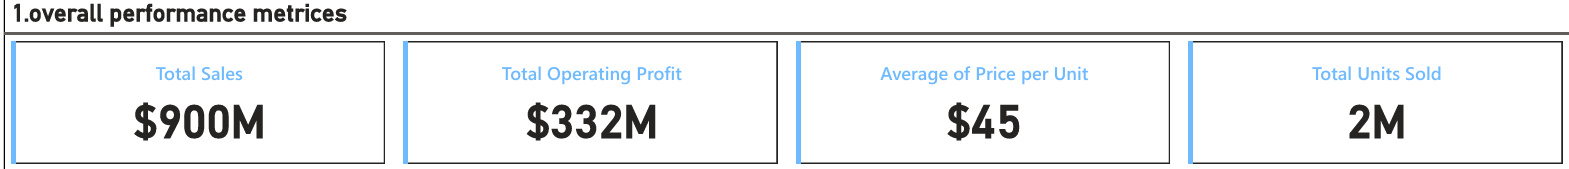 1.overall performance metrices
Total Sales
$900M
Total Operating Profit
$332M
Average of Price per Unit
$45
Total Units Sold
2M